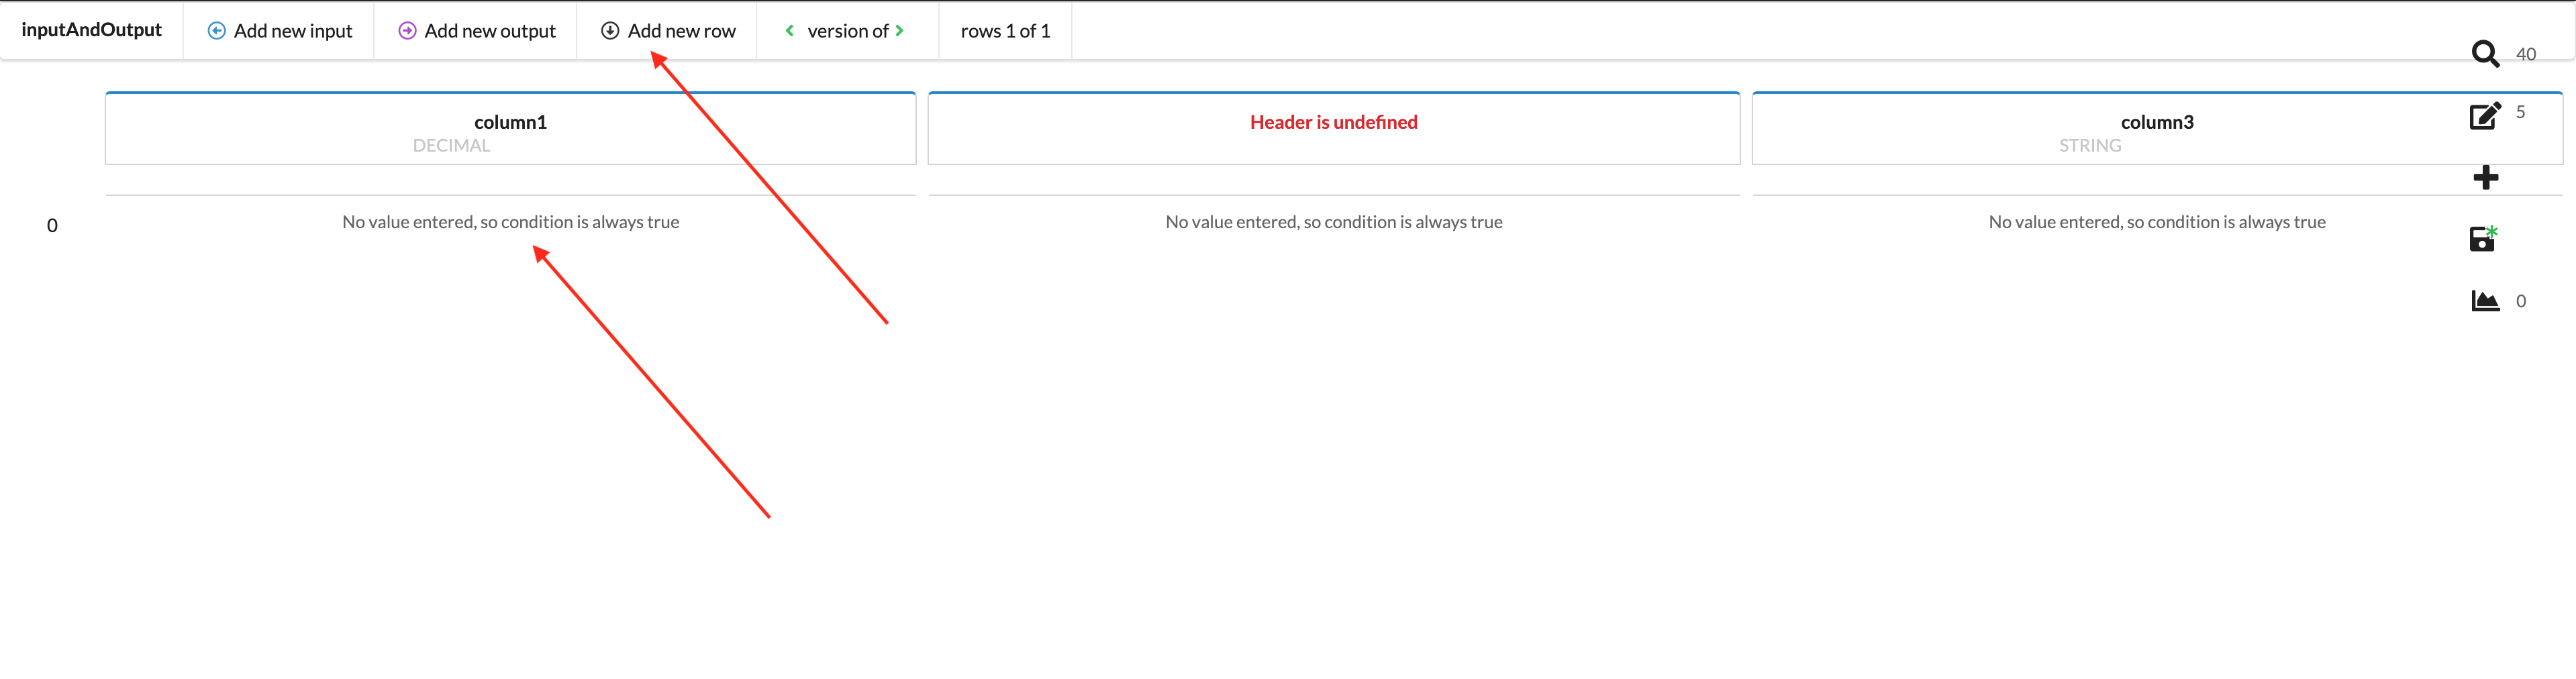 inputAndOutput Add new input Add new output Add new row version of rows 1 of 1
40
column1 Header is undefined column3
5
DECIMAL STRING
0 No value entered, so condition is always true No value entered, so condition is always true No value entered, so condition is always true
0